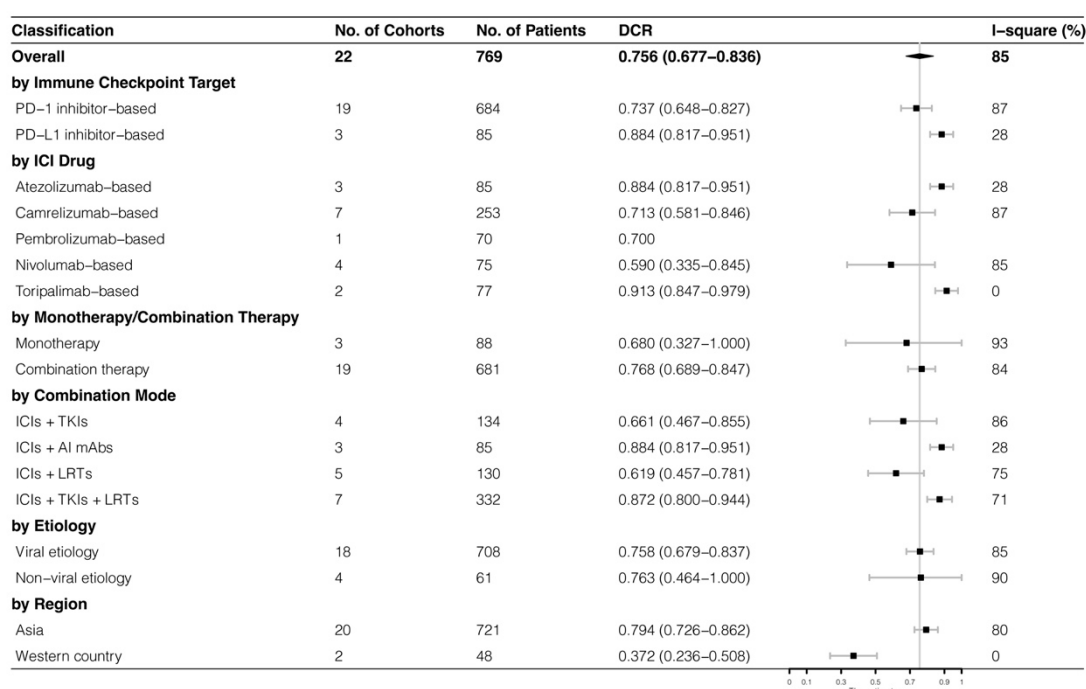 Classification No. of Cohorts No. of Patients DCR I–square (%)
Overall 22 769 0.756 (0.677–0.836) 85
by Immune Checkpoint Target
PD–1 inhibitor–based 19 684 0.737 (0.648–0.827) 87
PD–L1 inhibitor–based 3 85 0.884 (0.817–0.951) 28
by ICI Drug
Atezolizumab–based 3 85 0.884 (0.817–0.951) 28
Camrelizumab–based 7 253 0.713 (0.581–0.846) 87
Pembrolizumab–based 1 70 0.700
Nivolumab–based 4 75 0.590 (0.335–0.845) 85
Toripalimab–based 2 77 0.913 (0.847–0.979) 0
by Monotherapy/Combination Therapy
Monotherapy 3 88 0.680 (0.327–1.000) 93
Combination therapy 19 681 0.768 (0.689–0.847) 84
by Combination Mode
ICIs + TKIs 4 134 0.661 (0.467–0.855) 86
ICIs + AI mAbs 3 85 0.884 (0.817–0.951) 28
ICIs + LRTs 5 130 0.619 (0.457–0.781) 75
ICIs + TKIs + LRTs 7 332 0.872 (0.800–0.944) 71
by Etiology
Viral etiology 18 708 0.758 (0.679–0.837) 85
Non–viral etiology 4 61 0.763 (0.464–1.000) 90
by Region
Asia 20 721 0.794 (0.726–0.862) 80
Western country 2 48 0.372 (0.236–0.508) 0
0 0.1 0.3 0.5 0.7 0.9 1